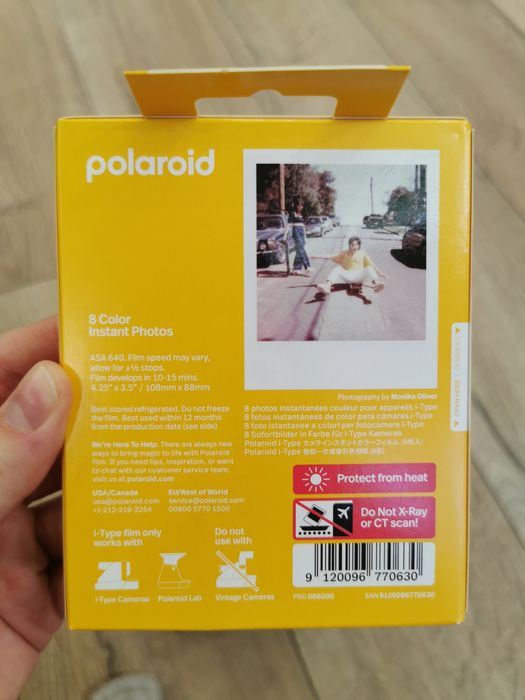 polaroid
8 Color
Instant Photos
ASA 640. Film speed may vary,
allow for ±⅓ stops.
Film develops in 10-15 mins.
4.25" x 3.5" / 108mm x 88mm
Best stored refrigerated. Do not freeze
the film. Best used within 12 months
from the production date (see side)
We're Here To Help. There are always new
ways to bring magic to life with Polaroid
film. If you need tips, inspiration, or want
to chat with our customer service team,
visit us at polaroid.com
USA/Canada
usa@polaroid.com
+1-212-219-3254
EU/Rest of World
service@polaroid.com
00800 5770 1500
i-Type film only
works with
Do not
use with
i-Type Cameras
Polaroid Lab
Vintage Cameras
Photography by Monika Oliver
8 photos instantanées couleur pour appareils i-Type
8 fotos instantáneas de color para cámaras i-Type
8 foto istantanee a colori per fotocamere i-Type
8 Sofortbilder in Farbe für i-Type Kameras
Polaroid i-Type カメラインスタントカラーフィルム (8枚入)
Polaroid i-Type 相机一次成像彩色相纸 (8张)
Protect from heat
Do Not X-Ray
or CT scan!
9 120096 770630
PRD 006000
EAN 9120096770630